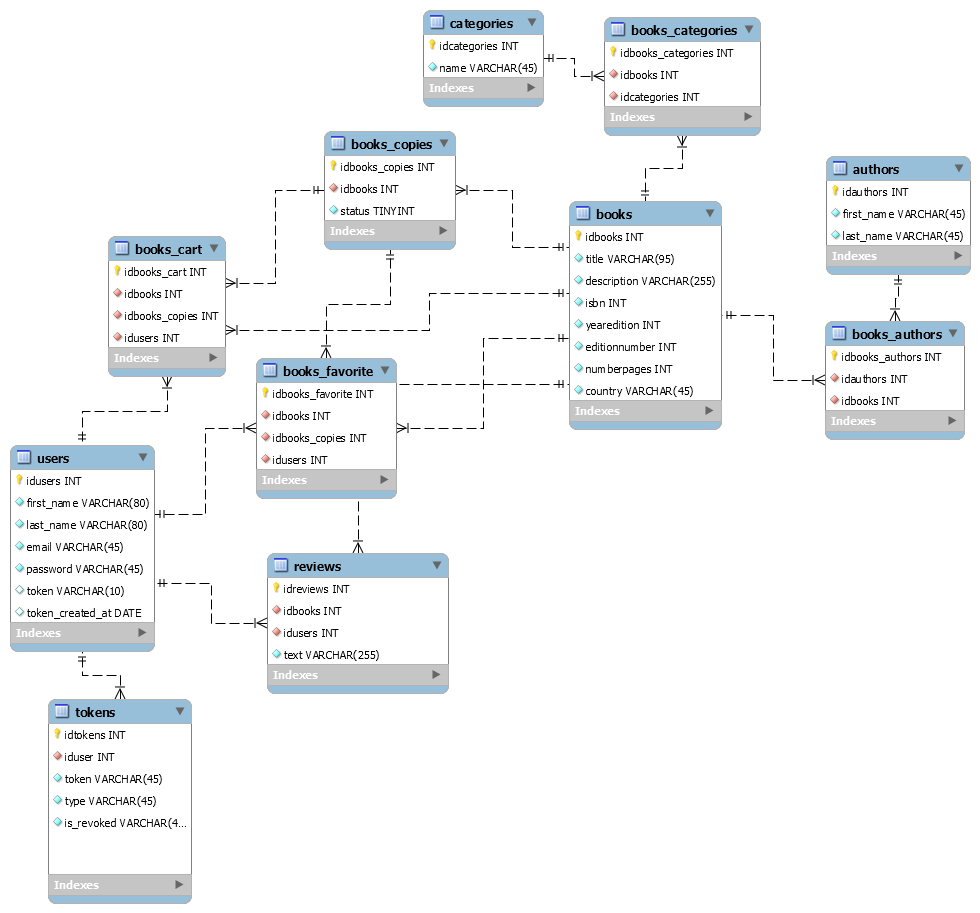 categories
idcategories INT
name VARCHAR(45)
Indexes
books_categories
idbooks_categories INT
idbooks INT
idcategories INT
Indexes
books_copies
idbooks_copies INT
idbooks INT
status TINYINT
Indexes
authors
idauthors INT
first_name VARCHAR(45)
last_name VARCHAR(45)
Indexes
books
idbooks INT
title VARCHAR(95)
description VARCHAR(255)
isbn INT
yearedition INT
editionnumber INT
numberpages INT
country VARCHAR(45)
Indexes
books_cart
idbooks_cart INT
idbooks INT
idbooks_copies INT
idusers INT
Indexes
books_authors
idbooks_authors INT
idauthors INT
idbooks INT
Indexes
books_favorite
idbooks_favorite INT
idbooks INT
idbooks_copies INT
idusers INT
Indexes
users
idusers INT
first_name VARCHAR(80)
last_name VARCHAR(80)
email VARCHAR(45)
password VARCHAR(45)
token VARCHAR(10)
token_created_at DATE
Indexes
reviews
idreviews INT
idbooks INT
idusers INT
text VARCHAR(255)
Indexes
tokens
idtokens INT
iduser INT
token VARCHAR(45)
type VARCHAR(45)
is_revoked VARCHAR(4...
Indexes